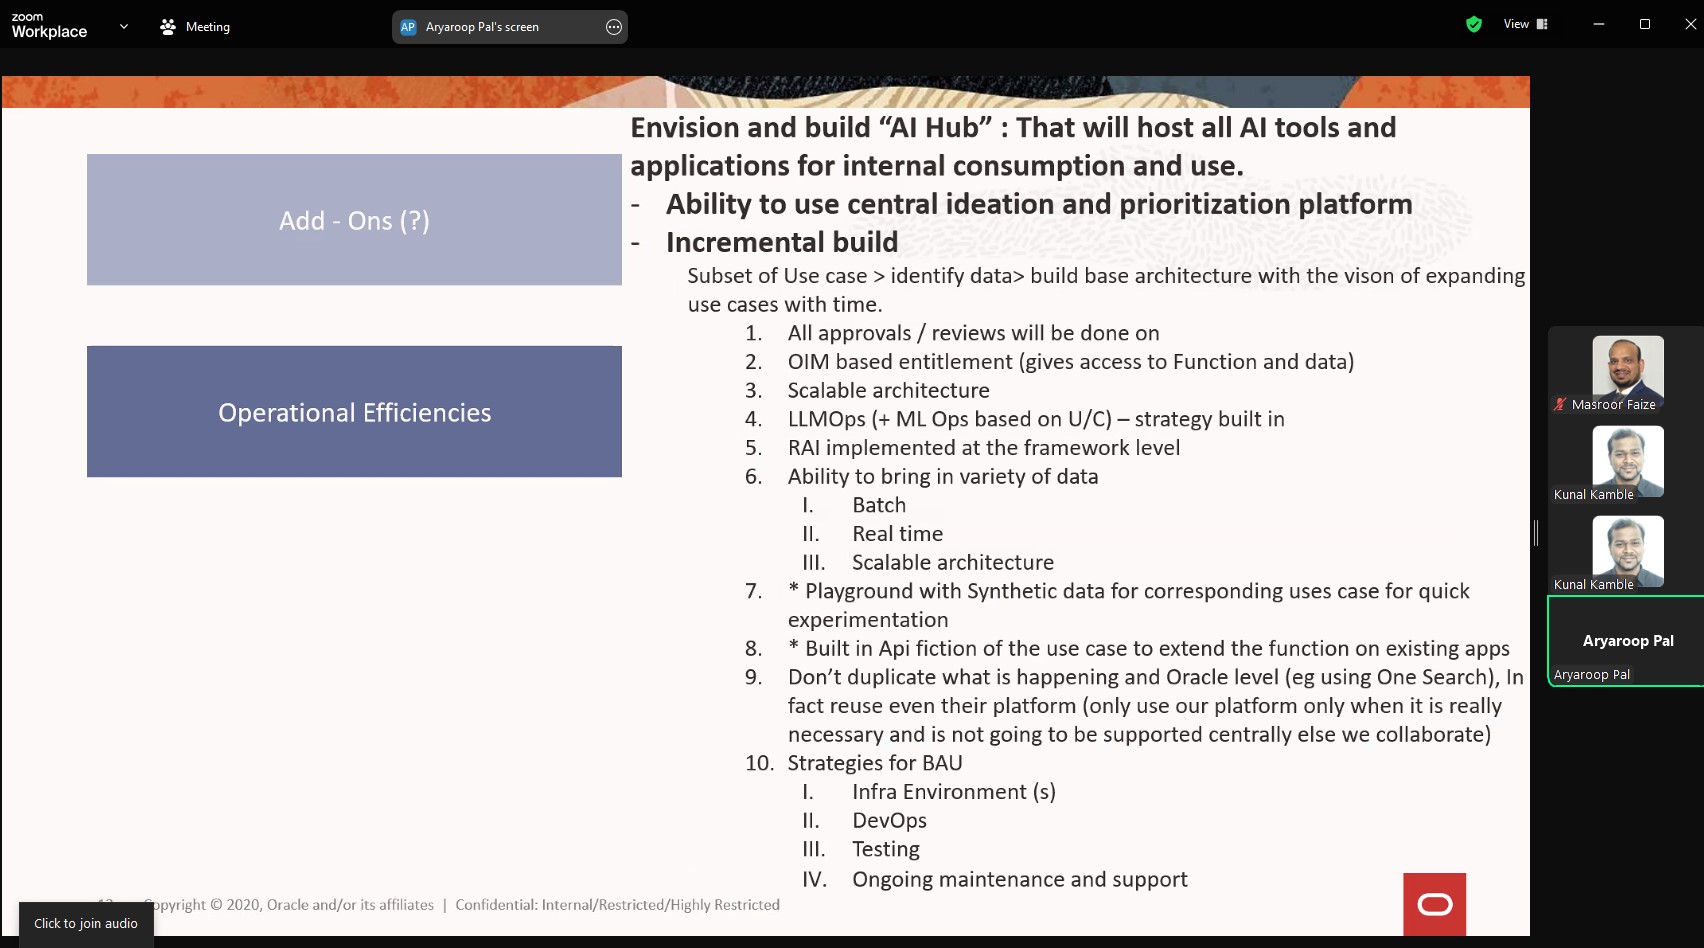 zoom
Workplace
Meeting
AP Aryaroop Pal's screen
View
Envision and build “AI Hub” : That will host all AI tools and
applications for internal consumption and use.
- Ability to use central ideation and prioritization platform
- Incremental build
Subset of Use case > identify data> build base architecture with the vison of expanding
use cases with time.
1. All approvals / reviews will be done on
2. OIM based entitlement (gives access to Function and data)
3. Scalable architecture
4. LLMOps (+ ML Ops based on U/C) – strategy built in
5. RAI implemented at the framework level
6. Ability to bring in variety of data
I. Batch
II. Real time
III. Scalable architecture
7. * Playground with Synthetic data for corresponding uses case for quick
experimentation
8. * Built in Api fiction of the use case to extend the function on existing apps
9. Don’t duplicate what is happening and Oracle level (eg using One Search), In
fact reuse even their platform (only use our platform only when it is really
necessary and is not going to be supported centrally else we collaborate)
10. Strategies for BAU
I. Infra Environment (s)
II. DevOps
III. Testing
IV. Ongoing maintenance and support
Add - Ons (?)
Operational Efficiencies
Masroor Faize
Kunal Kamble
Kunal Kamble
Aryaroop Pal
Aryaroop Pal
opyright © 2020, Oracle and/or its affiliates | Confidential: Internal/Restricted/Highly Restricted
Click to join audio